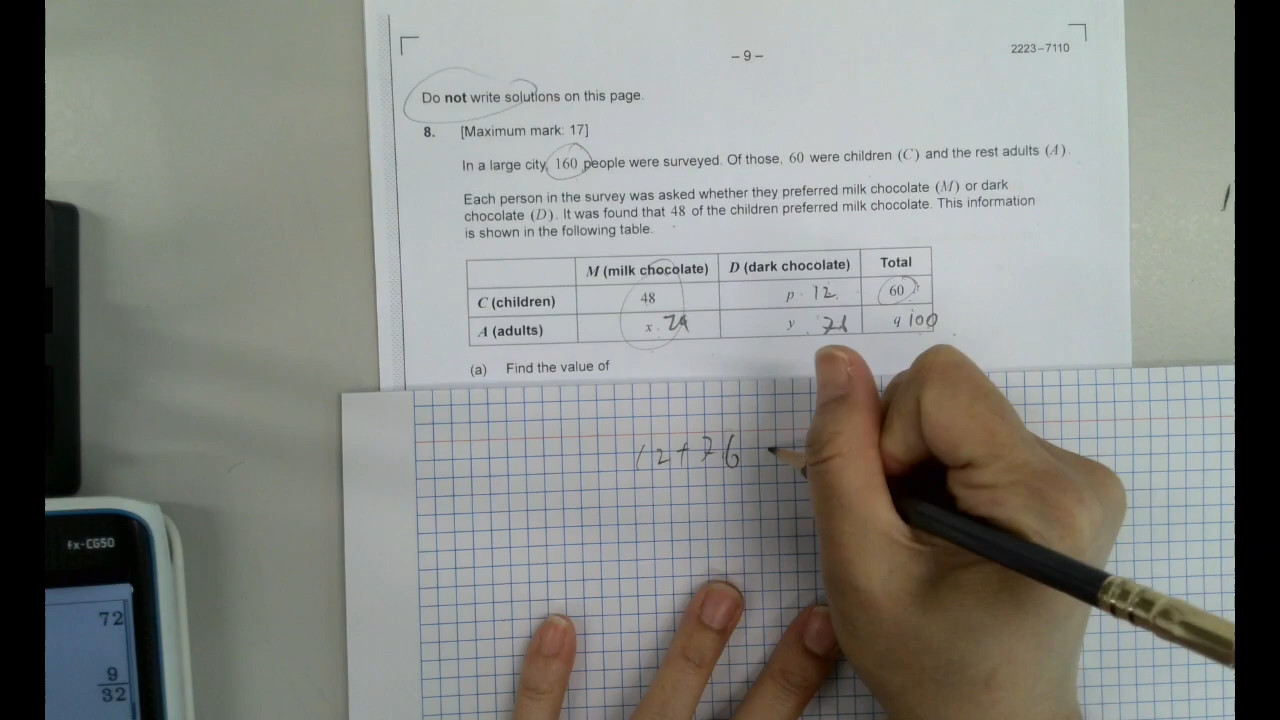 – 9 –
2223–7110
Do not write solutions on this page.
8. [Maximum mark: 17]
In a large city, 160 people were surveyed. Of those, 60 were children (C) and the rest adults (A).
Each person in the survey was asked whether they preferred milk chocolate (M) or dark
chocolate (D). It was found that 48 of the children preferred milk chocolate. This information
is shown in the following table.
M (milk chocolate) D (dark chocolate) Total
C (children) 48 p 12 60
A (adults) x 24 y q 100
(a) Find the value of
12+76
fx-CG50
72
9
32